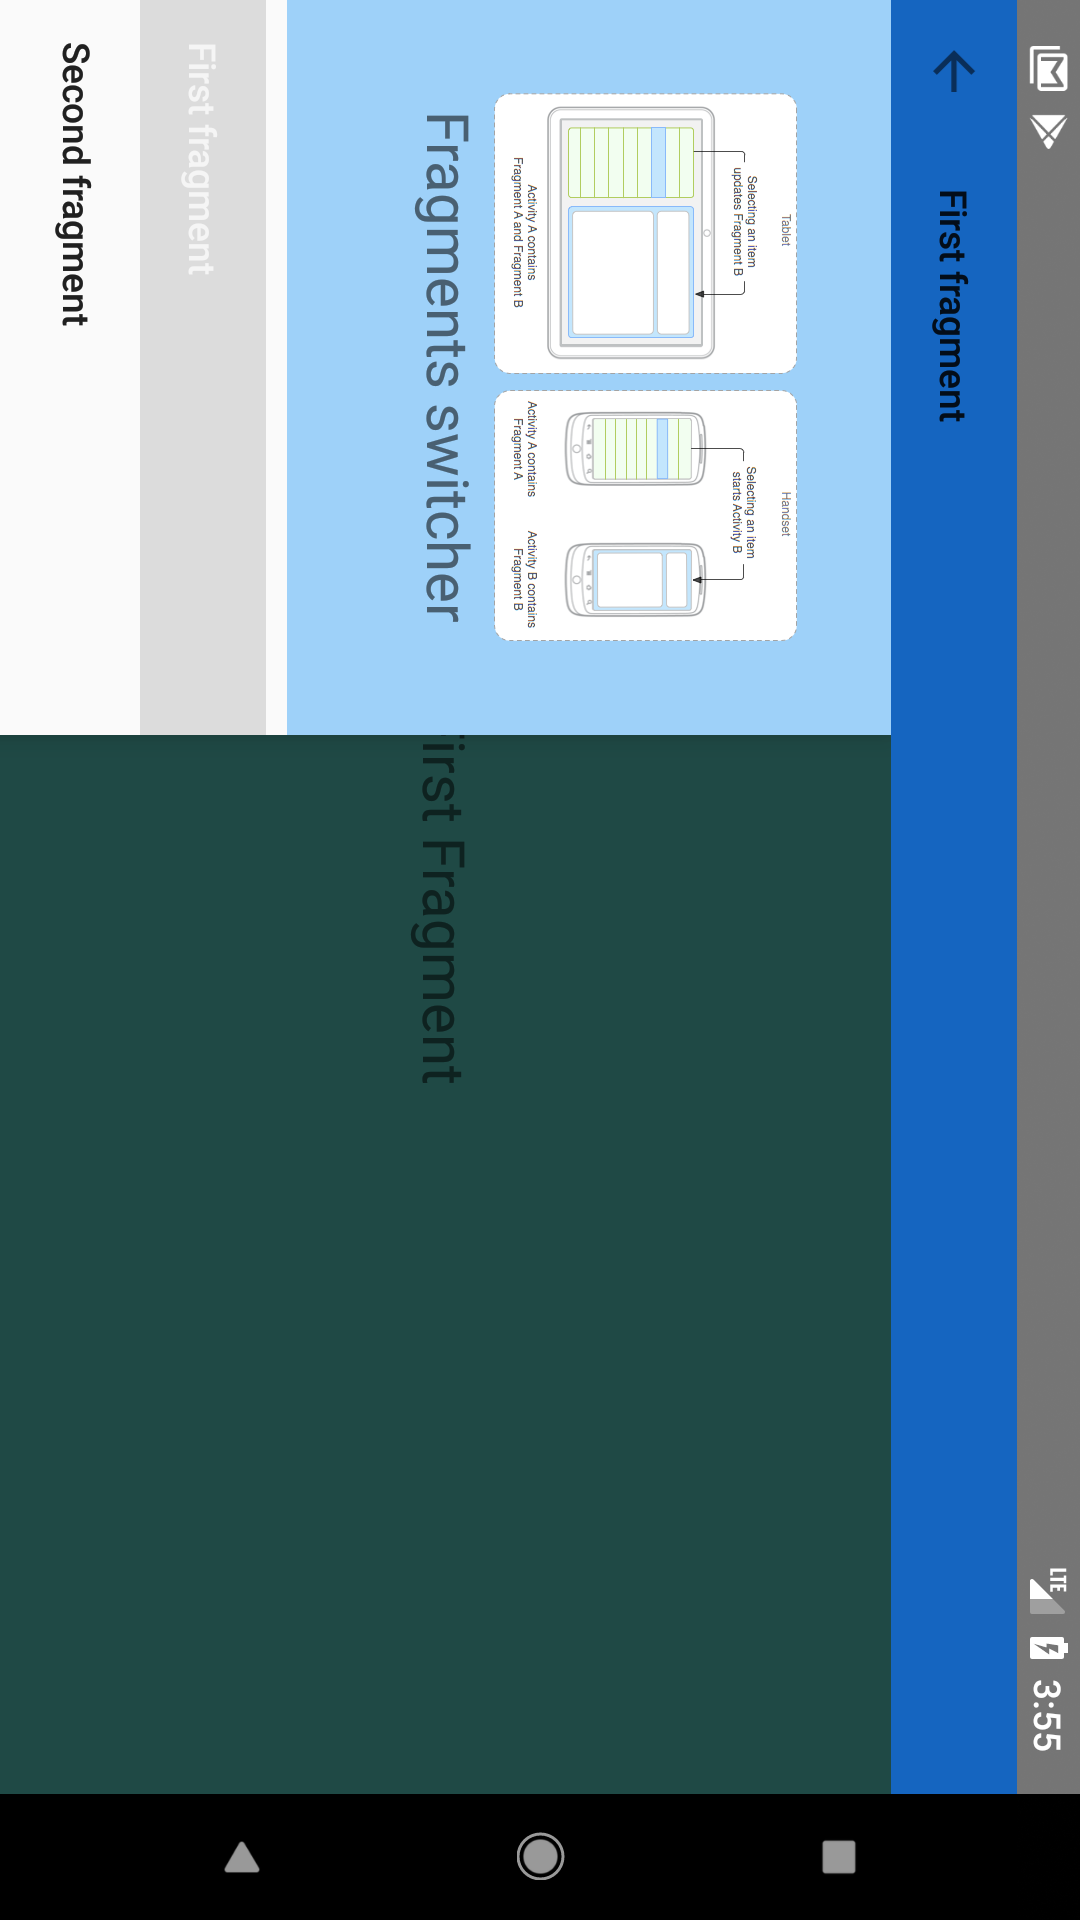 LTE
3:55
First fragment
Tablet
Selecting an item
updates Fragment B
Activity A contains
Fragment A and Fragment B
Handset
Selecting an item
starts Activity B
Activity A contains
Fragment A
Activity B contains
Fragment B
Fragments switcher
irst Fragment
First fragment
Second fragment